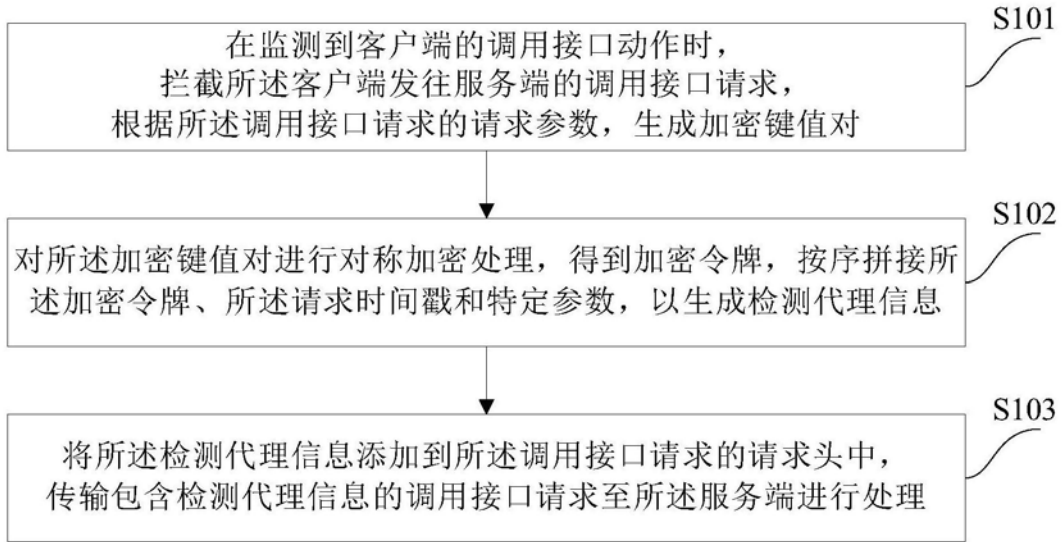 S101
在监测到客户端的调用接口动作时，
拦截所述客户端发往服务端的调用接口请求，
根据所述调用接口请求的请求参数，生成加密键值对
S102
对所述加密键值对进行对称加密处理，得到加密令牌，按序拼接所
述加密令牌、所述请求时间戳和特定参数，以生成检测代理信息
S103
将所述检测代理信息添加到所述调用接口请求的请求头中，
传输包含检测代理信息的调用接口请求至所述服务端进行处理